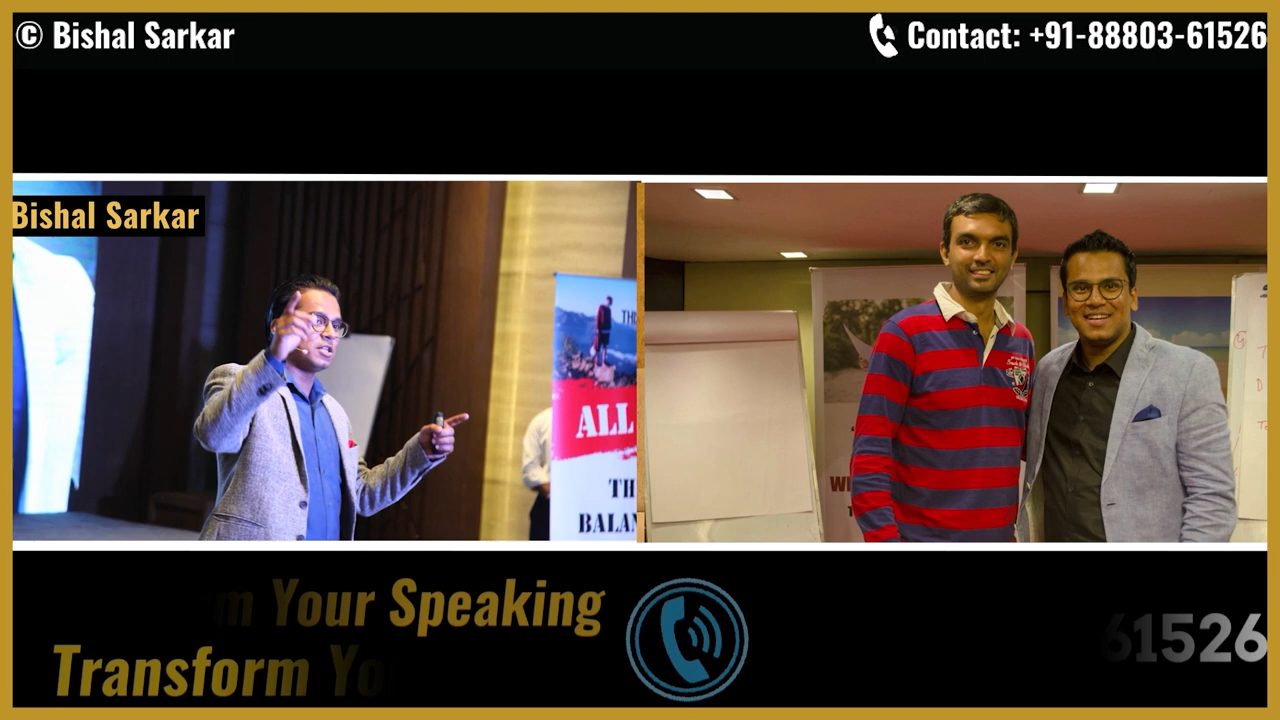 © Bishal Sarkar
Contact: +91-88803-61526
Bishal Sarkar
ALL
TH
BALAN
m Your Speaking
Transform Yo
61526